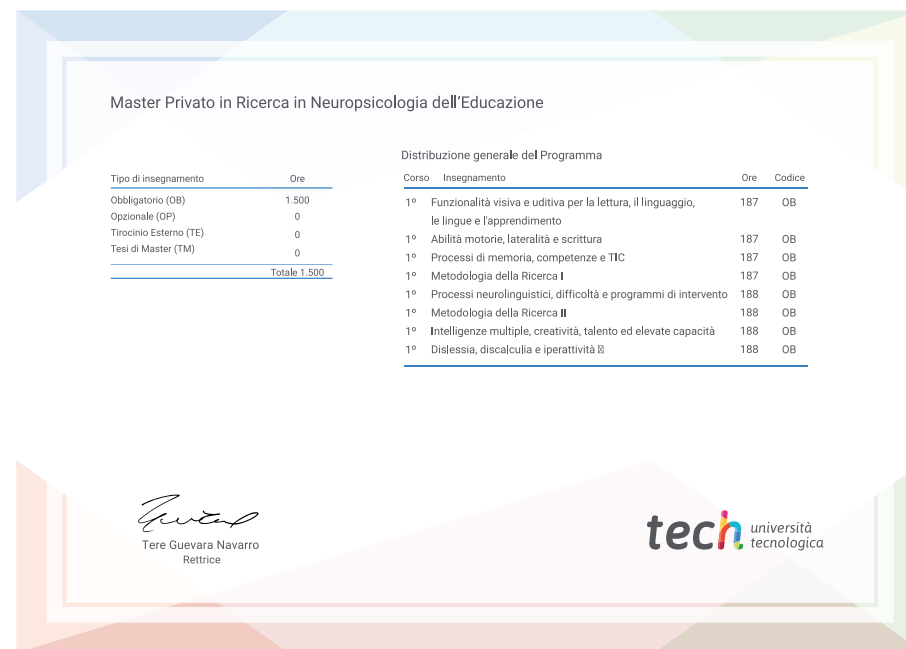 Master Privato in Ricerca in Neuropsicologia dell'Educazione
Tipo di insegnamento Ore
Obbligatorio (OB) 1.500
Opzionale (OP) 0
Tirocinio Esterno (TE) 0
Tesi di Master (TM) 0
Totale 1.500
Distribuzione generale del Programma
Corso Insegnamento Ore Codice
1º Funzionalità visiva e uditiva per la lettura, il linguaggio, 187 OB
le lingue e l'apprendimento
1º Abilità motorie, lateralità e scrittura 187 OB
1º Processi di memoria, competenze e TIC 187 OB
1º Metodologia della Ricerca I 187 OB
1º Processi neurolinguistici, difficoltà e programmi di intervento 188 OB
1º Metodologia della Ricerca II 188 OB
1º Intelligenze multiple, creatività, talento ed elevate capacità 188 OB
1º Dislessia, discalculia e iperattività 188 OB
Tere Guevara Navarro
Rettrice
tech università
tecnologica